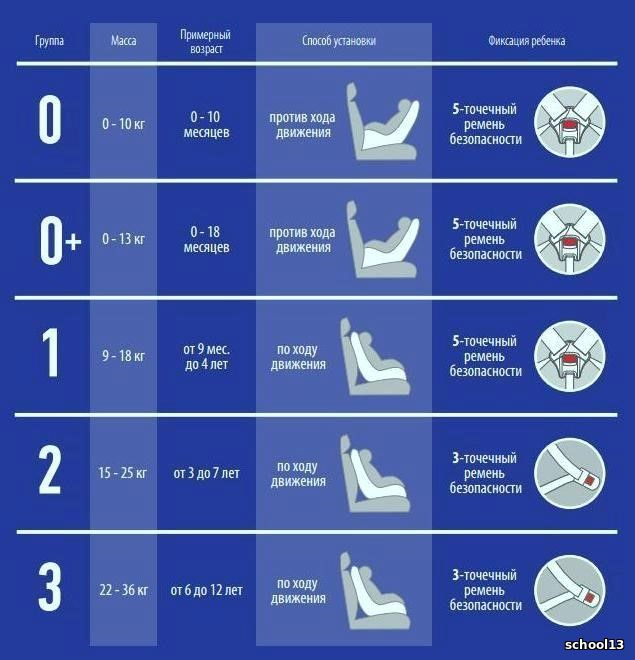 Группа Масса Примерный возраст Способ установки Фиксация ребенка
0 0 - 10 кг 0 - 10 месяцев против хода движения 5-точечный ремень безопасности
0+ 0 - 13 кг 0 - 18 месяцев против хода движения 5-точечный ремень безопасности
1 9 - 18 кг от 9 мес. до 4 лет по ходу движения 5-точечный ремень безопасности
2 15 - 25 кг от 3 до 7 лет по ходу движения 3-точечный ремень безопасности
3 22 - 36 кг от 6 до 12 лет по ходу движения 3-точечный ремень безопасности
school13